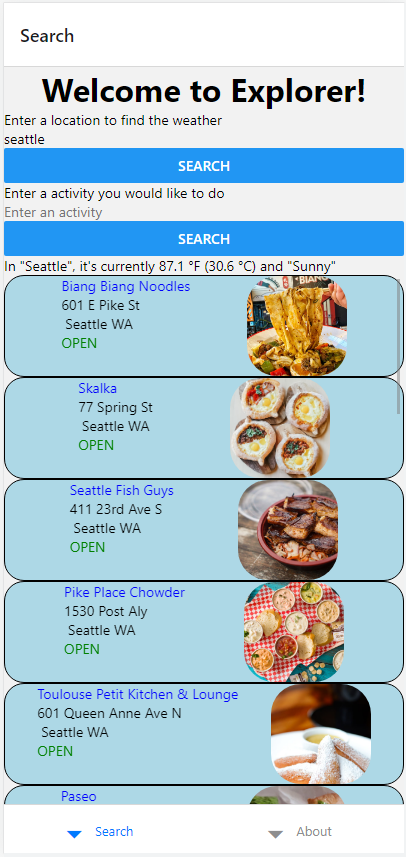 Search
Welcome to Explorer!
Enter a location to find the weather
seattle
SEARCH
Enter a activity you would like to do
Enter an activity
SEARCH
In "Seattle", it's currently 87.1 °F (30.6 °C) and "Sunny"
Biang Biang Noodles
601 E Pike St
Seattle WA
OPEN
Skalka
77 Spring St
Seattle WA
OPEN
Seattle Fish Guys
411 23rd Ave S
Seattle WA
OPEN
Pike Place Chowder
1530 Post Aly
Seattle WA
OPEN
Toulouse Petit Kitchen & Lounge
601 Queen Anne Ave N
Seattle WA
OPEN
Paseo
Search
About